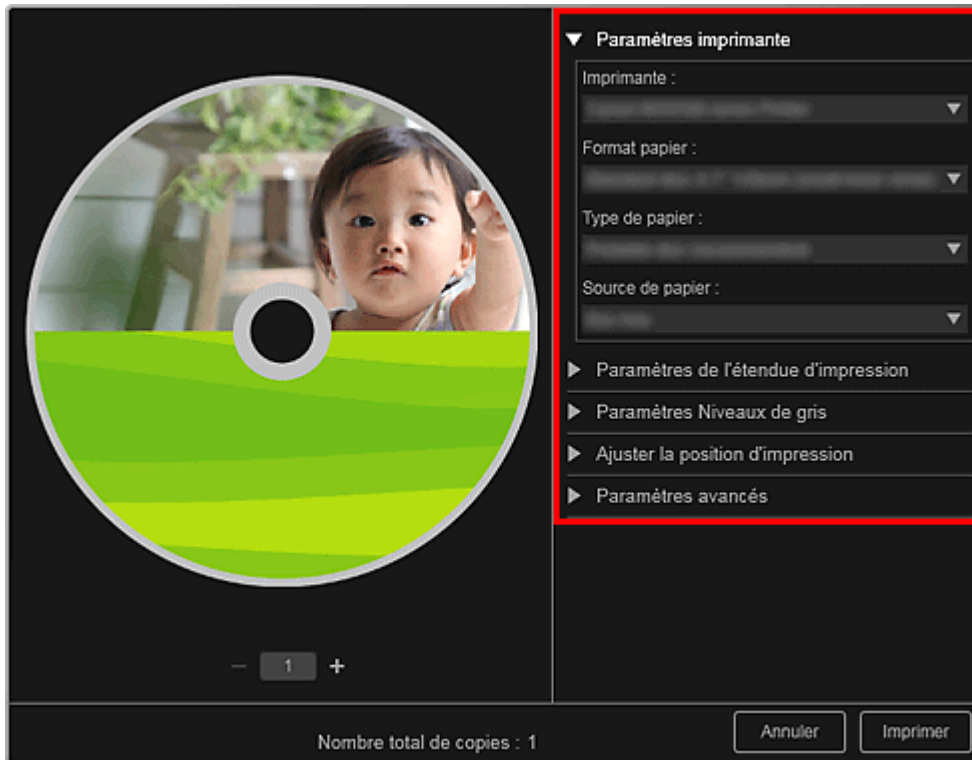 Paramètres imprimante
Imprimante :
Format papier :
Type de papier :
Source de papier :
Paramètres de l'étendue d'impression
Paramètres Niveaux de gris
Ajuster la position d'impression
Paramètres avancés
1
Nombre total de copies : 1
Annuler
Imprimer